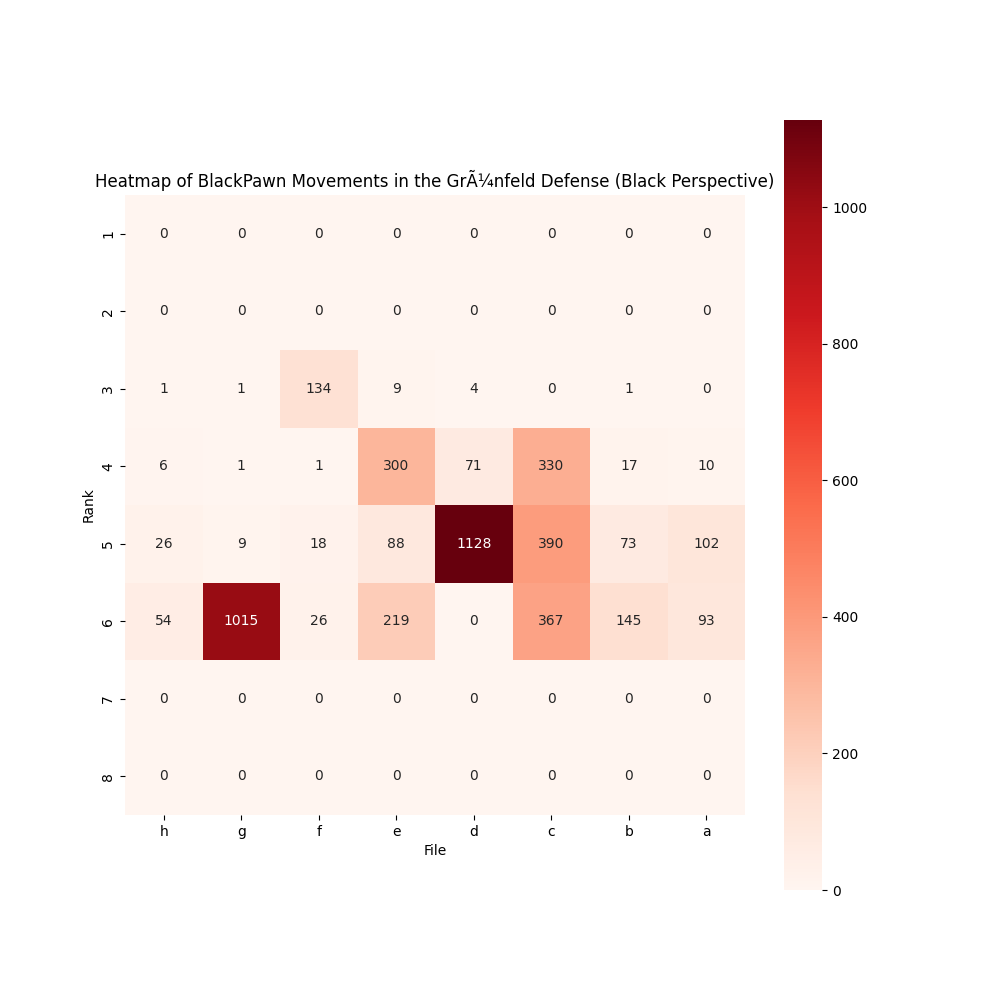 Heatmap of BlackPawn Movements in the GrÃ¼nfeld Defense (Black Perspective)
1 0 0 0 0 0 0 0 0
2 0 0 0 0 0 0 0 0
3 1 1 134 9 4 0 1 0
4 6 1 1 300 71 330 17 10
Rank
5 26 9 18 88 1128 390 73 102
6 54 1015 26 219 0 367 145 93
7 0 0 0 0 0 0 0 0
8 0 0 0 0 0 0 0 0
h g f e d c b a
File
1000
800
600
400
200
0